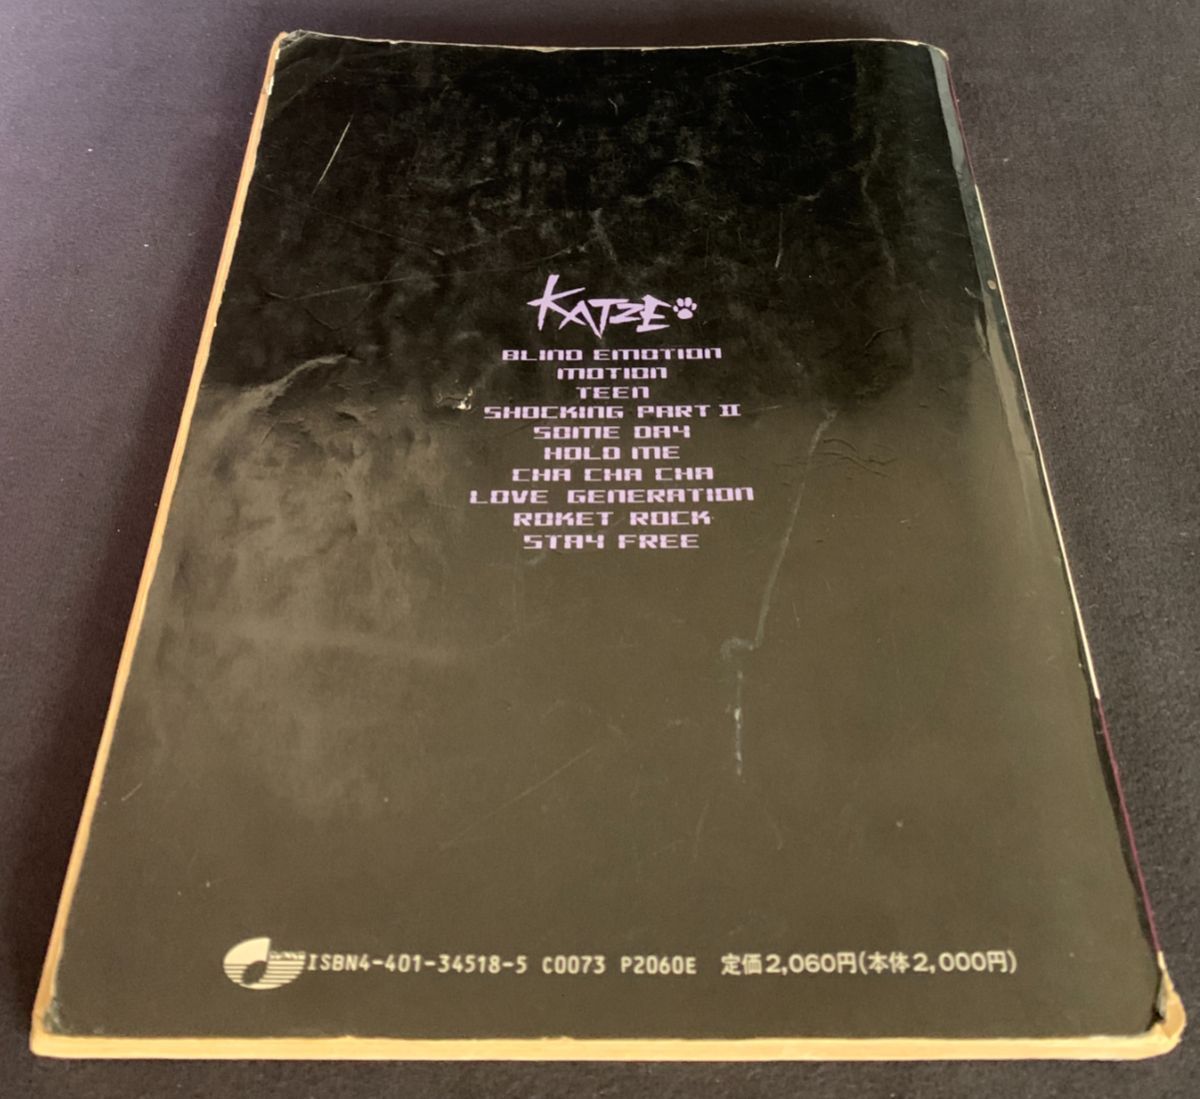 KATZE
BLIND EMOTION
MOTION
TEEN
SHOCKING PART II
SOME DAY
HOLD ME
CHA CHA CHA
LOVE GENERATION
ROKET ROCK
STAY FREE
ISBN4-401-34518-5 C0073 P2060E 定価2,060円(本体2,000円)